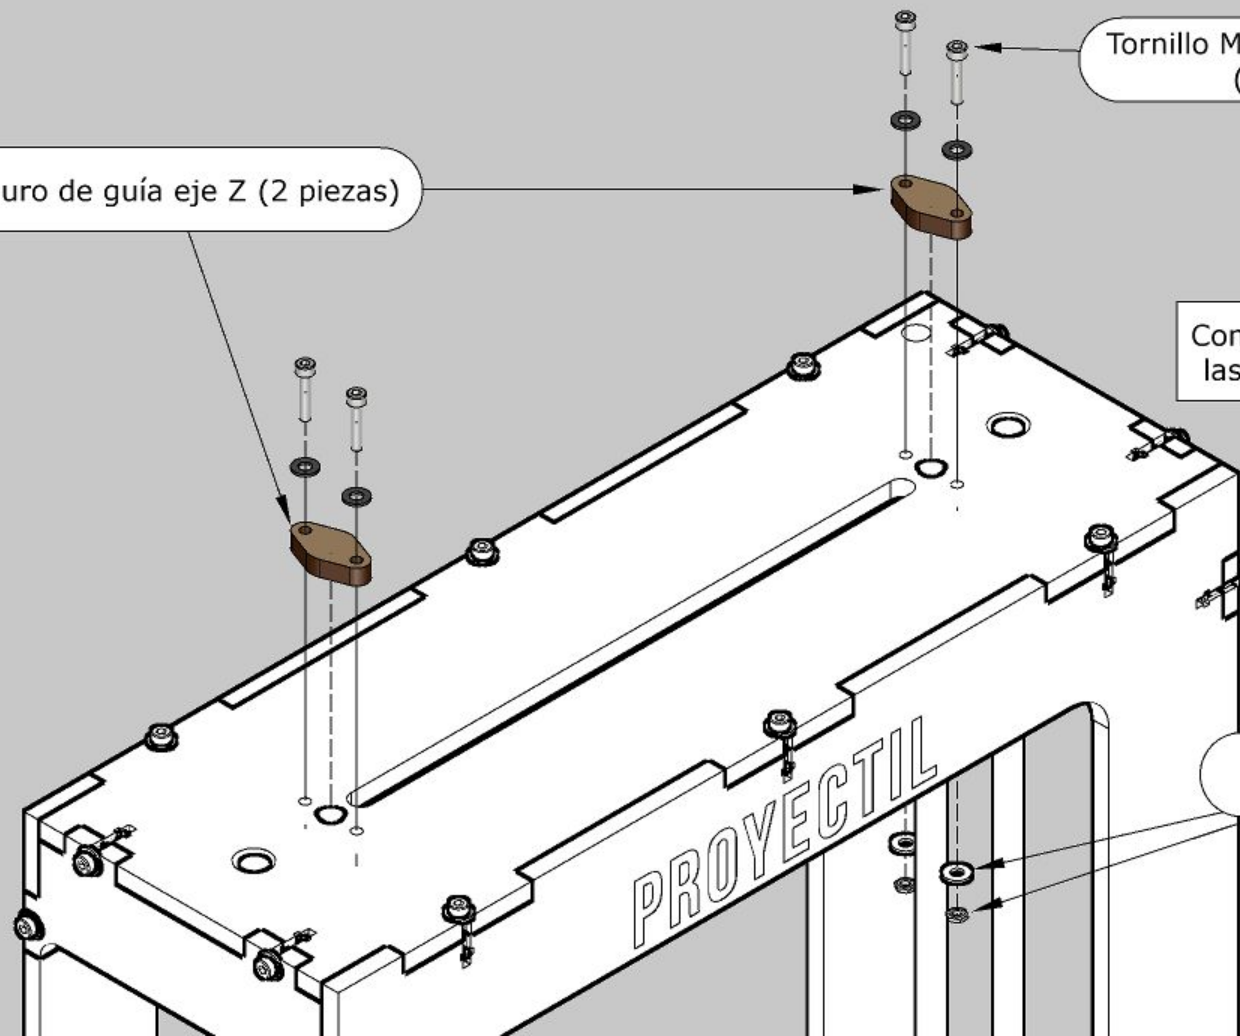 Tornillo M
(
uro de guía eje Z (2 piezas)
Con
las
PROYECTIL